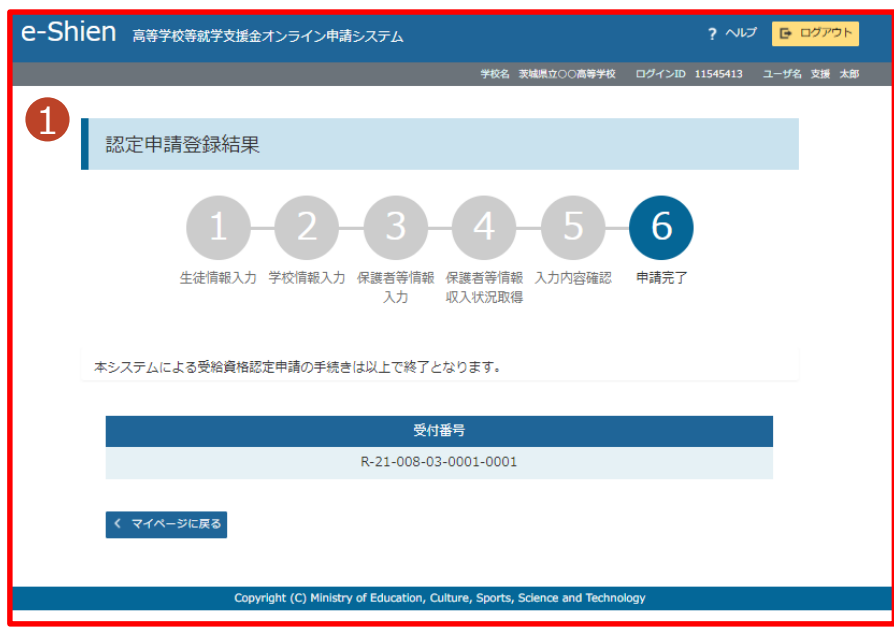 e-Shien 高等学校等就学支援金オンライン申請システム ? ヘルプ ログアウト
学校名 茨城県立〇〇高等学校 ログインID 11545413 ユーザ名 支援 太郎
1
認定申請登録結果
1 2 3 4 5 6
生徒情報入力 学校情報入力 保護者等情報 保護者等情報 入力内容確認 申請完了
入力 収入状況取得
本システムによる受給資格認定申請の手続きは以上で終了となります。
受付番号
R-21-008-03-0001-0001
マイページに戻る
Copyright (C) Ministry of Education, Culture, Sports, Science and Technology